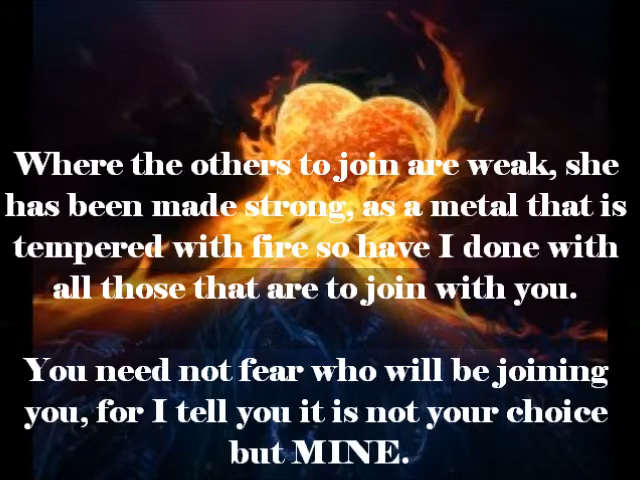 Where the others to join are weak, she
has been made strong, as a metal that is
tempered with fire so have I done with
all those that are to join with you.
You need not fear who will be joining
you, for I tell you it is not your choice
but MINE.